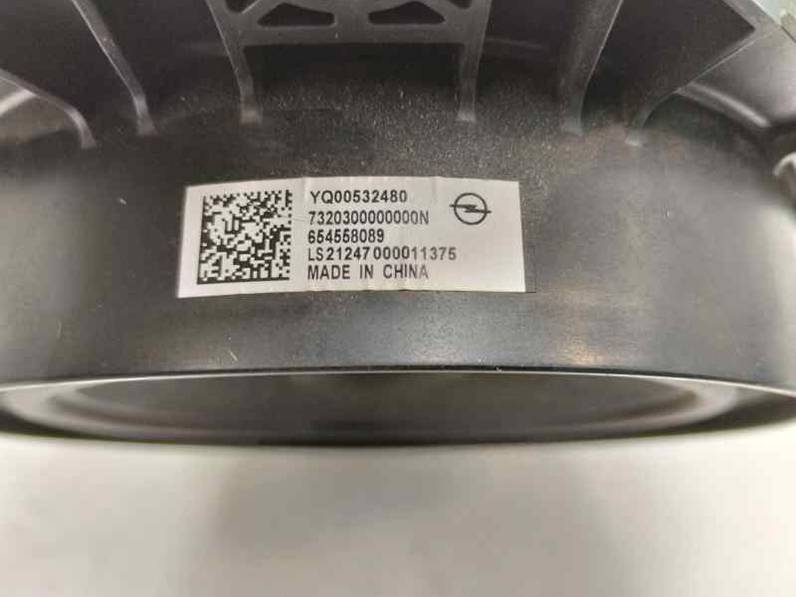 YQ00532480
7320300000000N
654558089
LS21247000011375
MADE IN CHINA